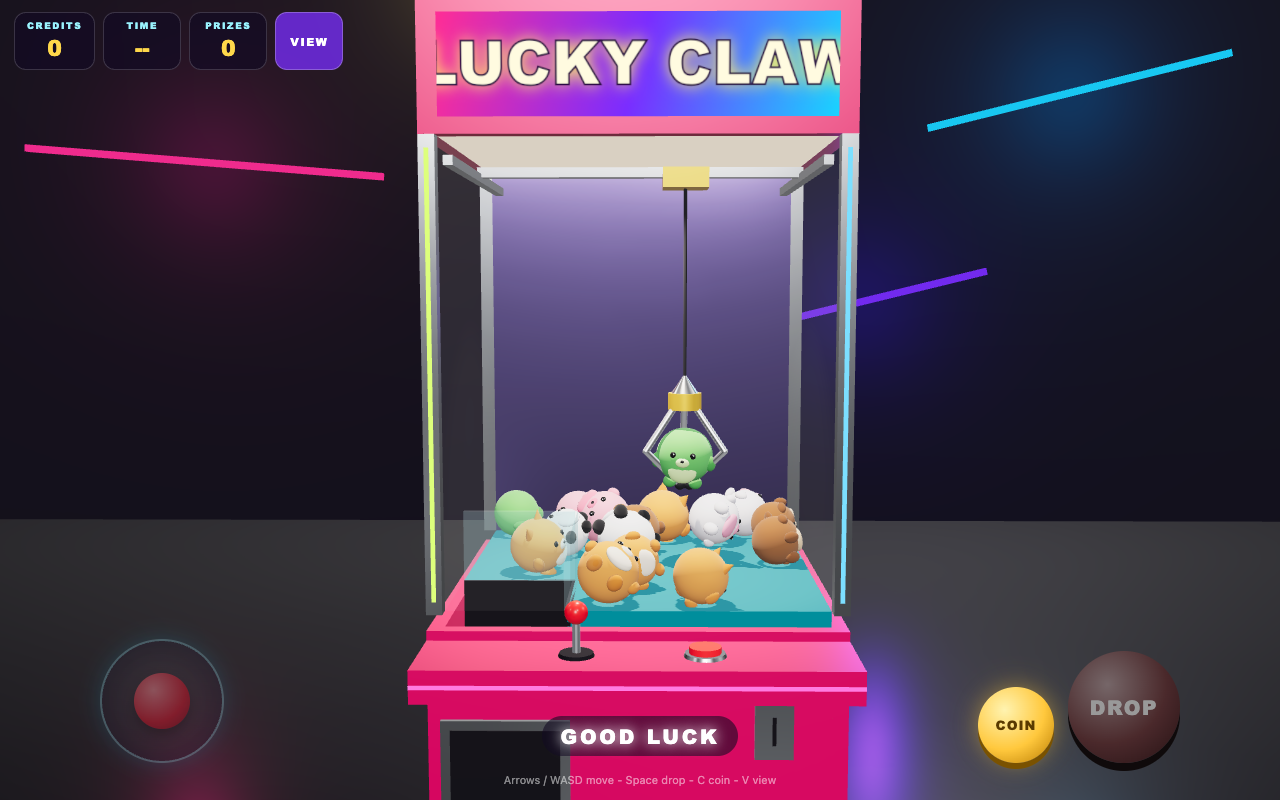 CREDITS
0
TIME
--
PRIZES
0
VIEW
LUCKY CLAW
COIN
DROP
GOOD LUCK
Arrows / WASD move - Space drop - C coin - V view